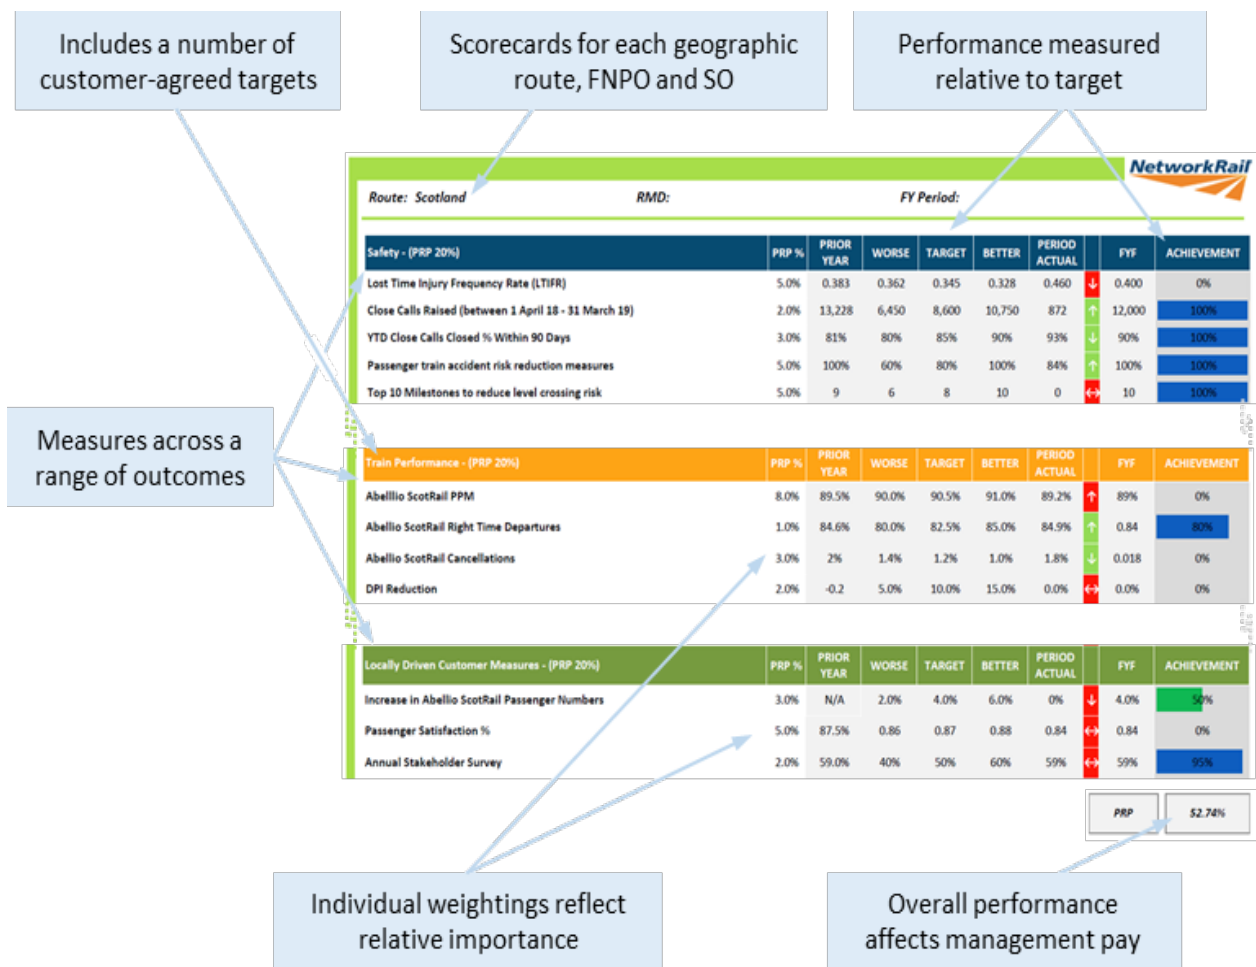 Includes a number of
customer-agreed targets
Scorecards for each geographic
route, FNPO and SO
Performance measured
relative to target
NetworkRail
Route: Scotland RMD: FY Period:
Safety - (PRP 20%) PRP % PRIOR YEAR WORSE TARGET BETTER PERIOD ACTUAL FYF ACHIEVEMENT
Lost Time Injury Frequency Rate (LTIFR) 5.0% 0.383 0.362 0.345 0.328 0.460 ↓ 0.400 0%
Close Calls Raised (between 1 April 18 - 31 March 19) 2.0% 13,228 6,450 8,600 10,750 872 ↑ 12,000 100%
YTD Close Calls Closed % Within 90 Days 3.0% 81% 80% 85% 90% 93% ↓ 90% 100%
Passenger train accident risk reduction measures 5.0% 100% 60% 80% 100% 84% ↑ 100% 100%
Top 10 Milestones to reduce level crossing risk 5.0% 9 6 8 10 0 ↔ 10 100%
Measures across a
range of outcomes
Train Performance - (PRP 20%) PRP % PRIOR YEAR WORSE TARGET BETTER PERIOD ACTUAL FYF ACHIEVEMENT
Abelllio ScotRail PPM 8.0% 89.5% 90.0% 90.5% 91.0% 89.2% ↑ 89% 0%
Abellio ScotRail Right Time Departures 1.0% 84.6% 80.0% 82.5% 85.0% 84.9% ↑ 0.84 80%
Abellio ScotRail Cancellations 3.0% 2% 1.4% 1.2% 1.0% 1.8% ↓ 0.018 0%
DPI Reduction 2.0% -0.2 5.0% 10.0% 15.0% 0.0% ↔ 0.0% 0%
Locally Driven Customer Measures - (PRP 20%) PRP % PRIOR YEAR WORSE TARGET BETTER PERIOD ACTUAL FYF ACHIEVEMENT
Increase in Abellio ScotRail Passenger Numbers 3.0% N/A 2.0% 4.0% 6.0% 0% ↓ 4.0% 50%
Passenger Satisfaction % 5.0% 87.5% 0.86 0.87 0.88 0.84 ↔ 0.84 0%
Annual Stakeholder Survey 2.0% 59.0% 40% 50% 60% 59% ↔ 59% 95%
PRP 52.74%
Individual weightings reflect
relative importance
Overall performance
affects management pay